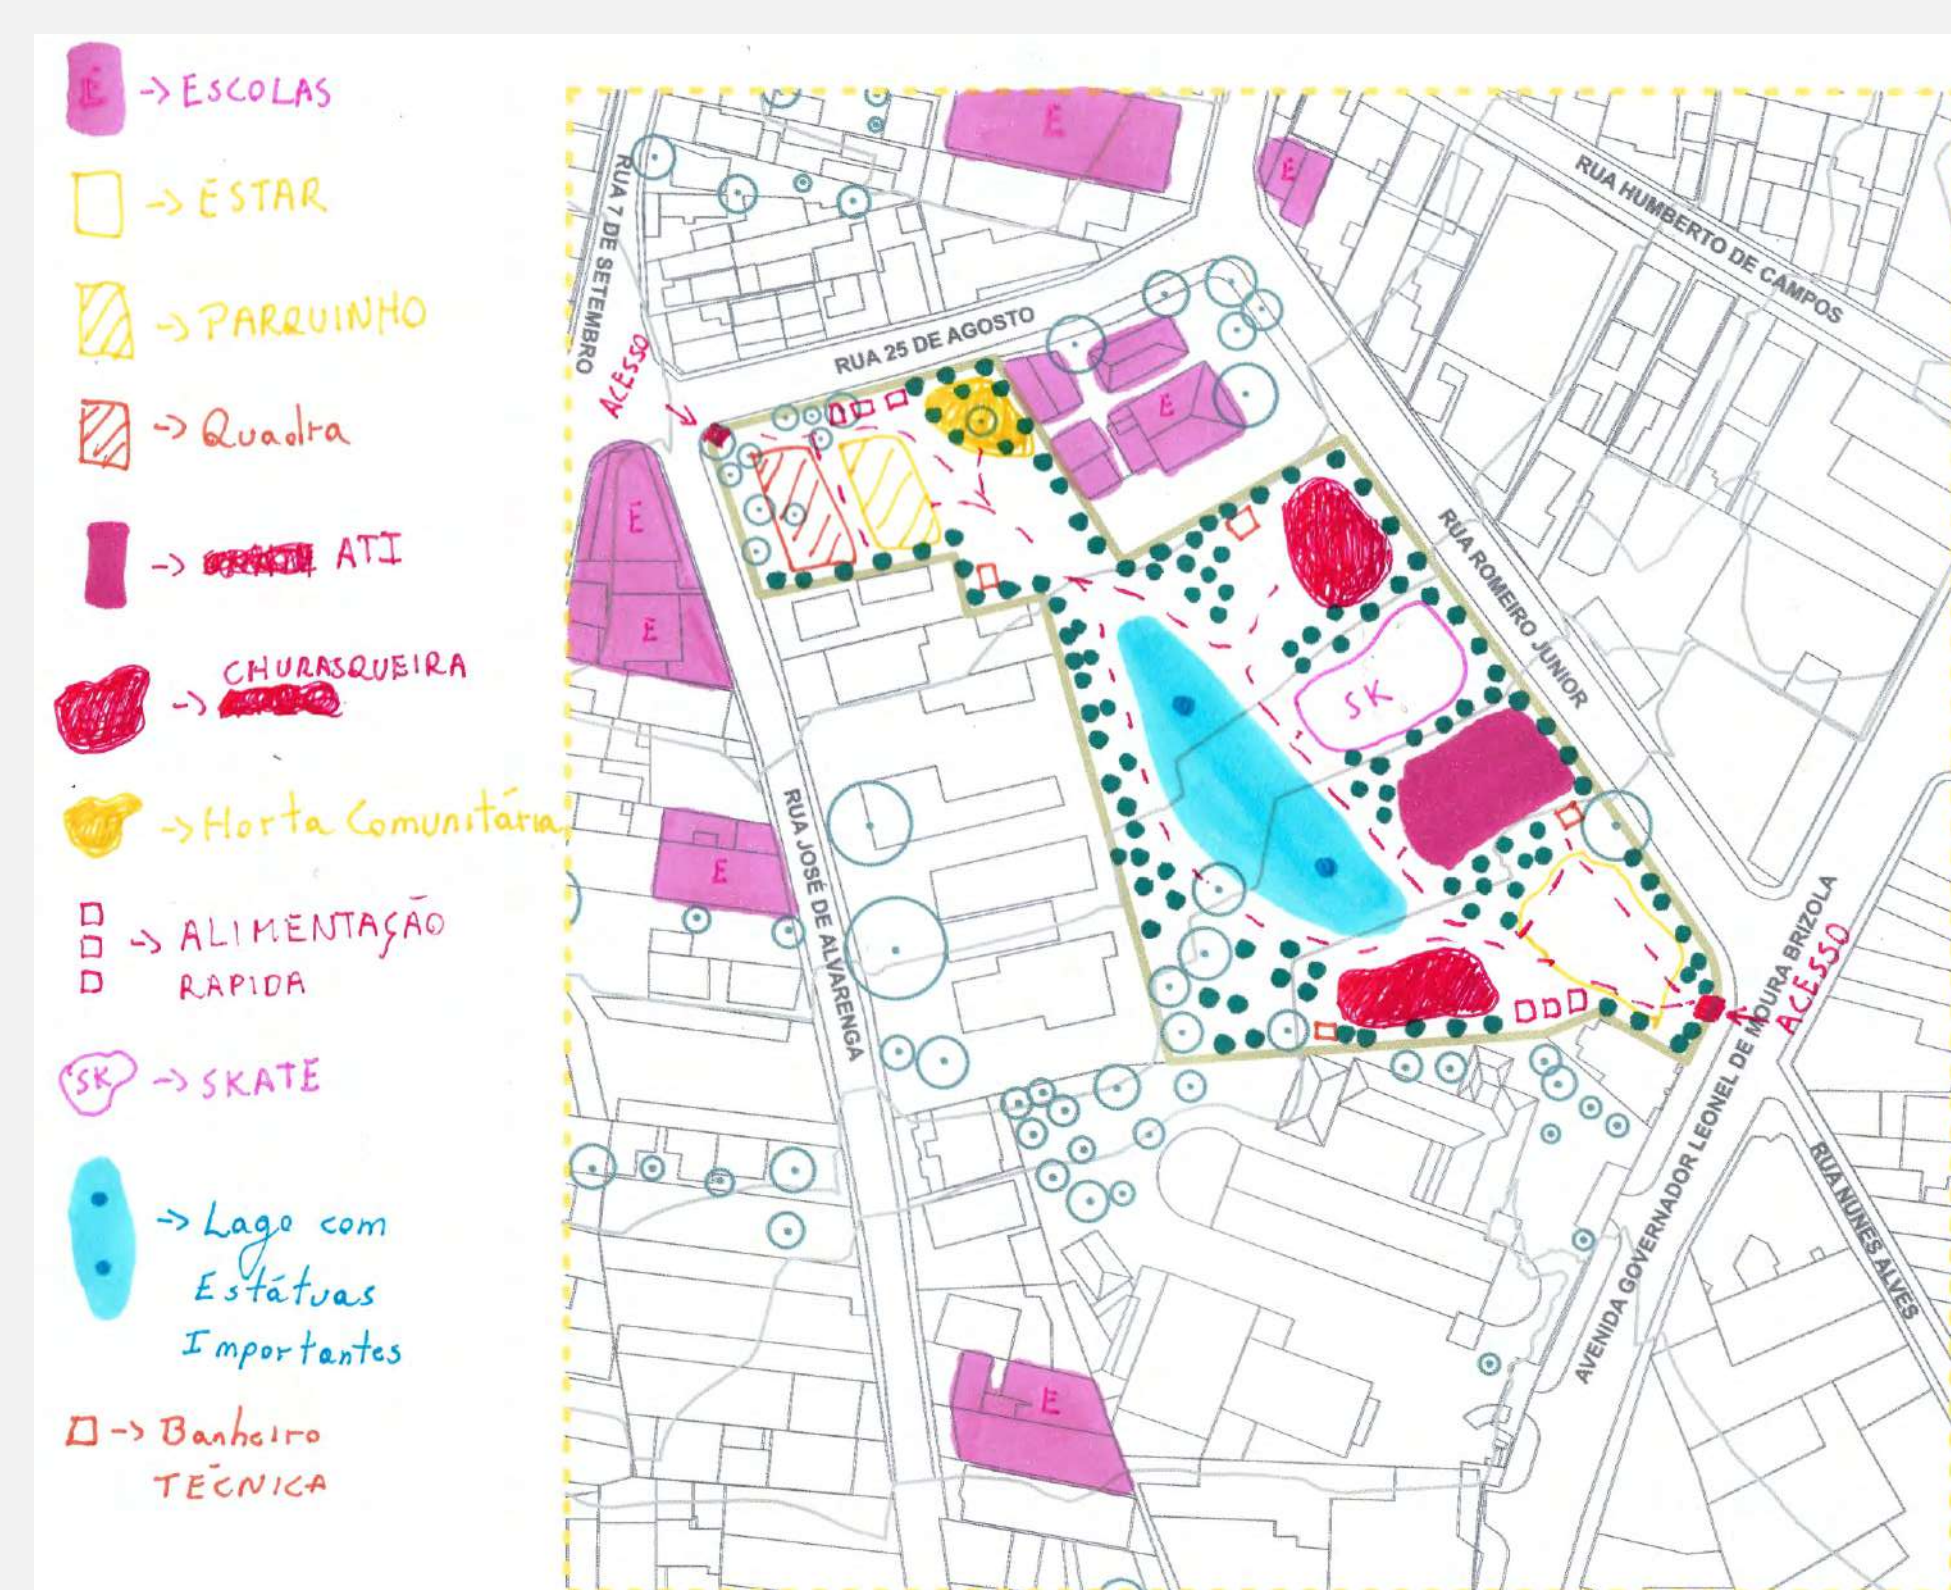 E → ESCOLAS
→ ESTAR
→ PARQUINHO
→ Quadra
→ ATI
→ CHURASQUEIRA
→ Horta Comunitária
→ ALIMENTAÇÃO
RAPIDA
SK → SKATE
→ Lago com
Estátuas
Importantes
→ Banheiro
TÉCNICA
E
E
RUA 7 DE SETEMBRO
RUA HUMBERTO DE CAMPOS
RUA 25 DE AGOSTO
ACESSO
E
E
E
RUA ROMEIRO JUNIOR
SK
E
RUA JOSÉ DE ALVARENGA
AVENIDA GOVERNADOR LEONEL DE MOURA BRIZOLA
ACESSO
RUA NUNES ALVES
E